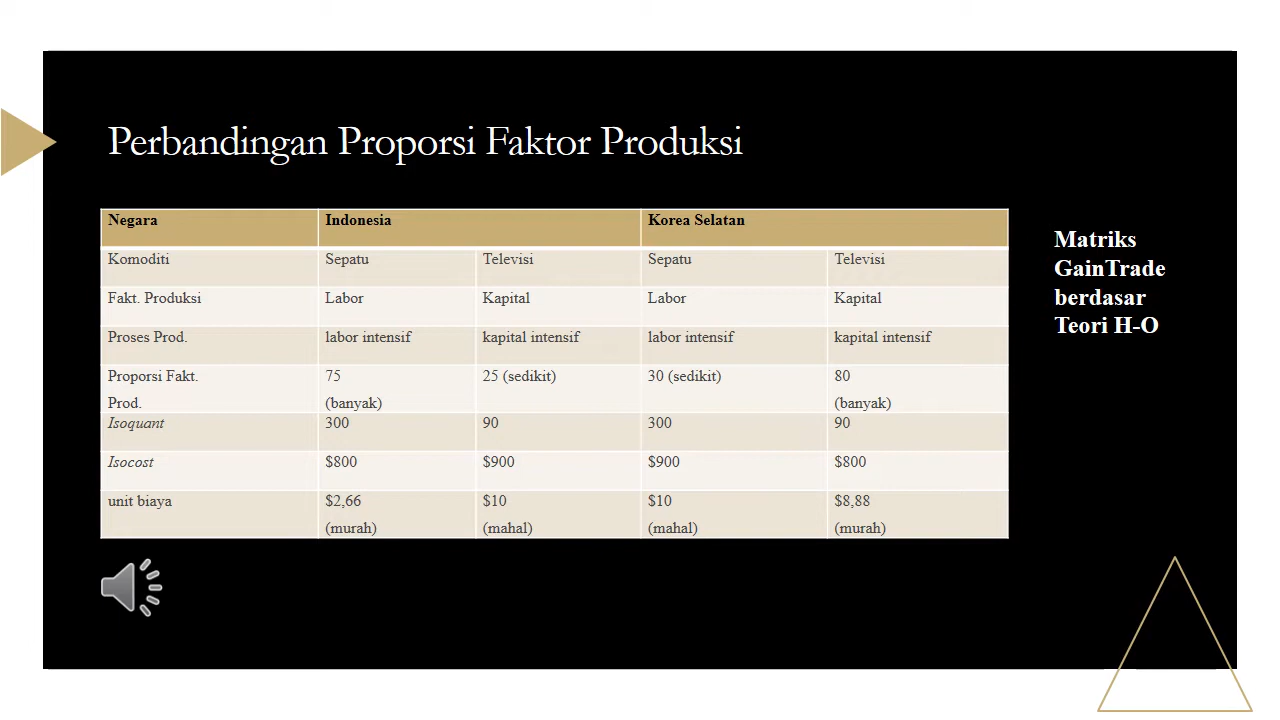 Perbandingan Proporsi Faktor Produksi
Negara Indonesia Korea Selatan
Komoditi Sepatu Televisi Sepatu Televisi
Fakt. Produksi Labor Kapital Labor Kapital
Proses Prod. labor intensif kapital intensif labor intensif kapital intensif
Proporsi Fakt. 75 25 (sedikit) 30 (sedikit) 80
Prod. (banyak) (banyak)
Isoquant 300 90 300 90
Isocost $800 $900 $900 $800
unit biaya $2,66 $10 $10 $8,88
(murah) (mahal) (mahal) (murah)
Matriks
GainTrade
berdasar
Teori H-O